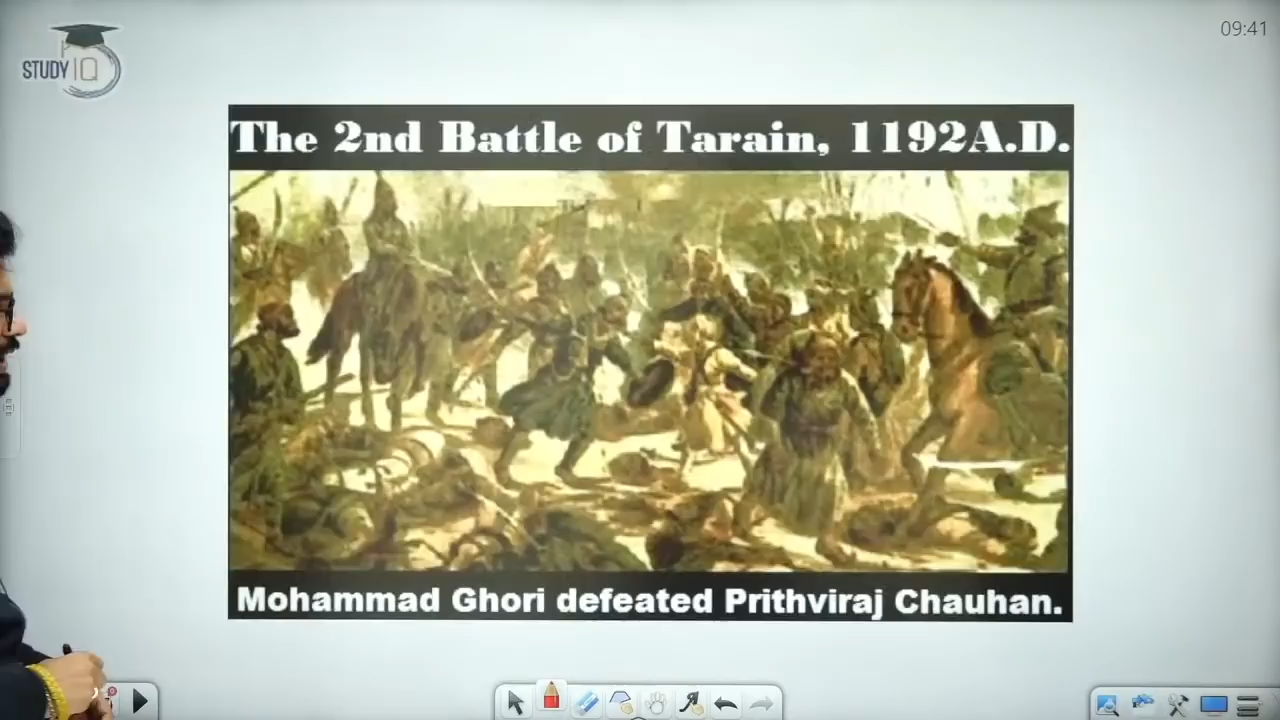 STUDY IQ
09:41
The 2nd Battle of Tarain, 1192A.D.
Mohammad Ghori defeated Prithviraj Chauhan.